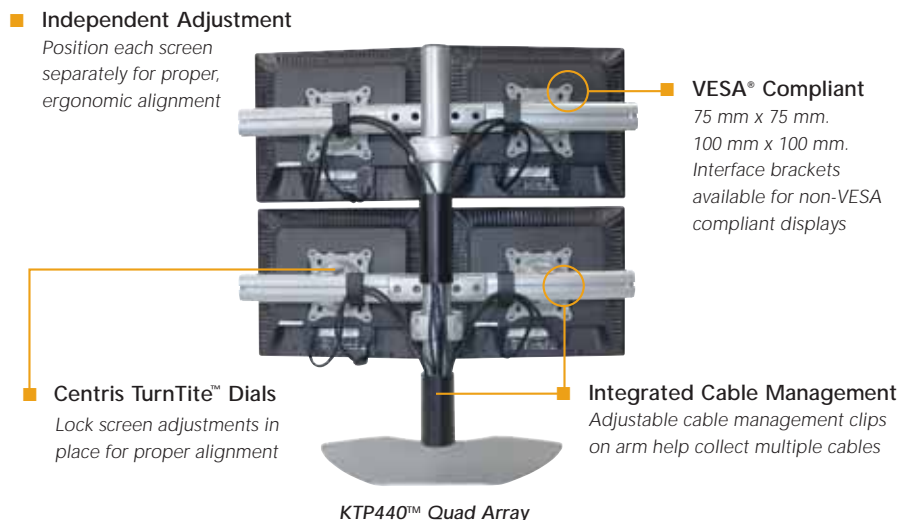 Independent Adjustment
Position each screen
separately for proper,
ergonomic alignment
VESA® Compliant
75 mm x 75 mm.
100 mm x 100 mm.
Interface brackets
available for non-VESA
compliant displays
Centris TurnTite™ Dials
Lock screen adjustments in
place for proper alignment
Integrated Cable Management
Adjustable cable management clips
on arm help collect multiple cables
KTP440™ Quad Array